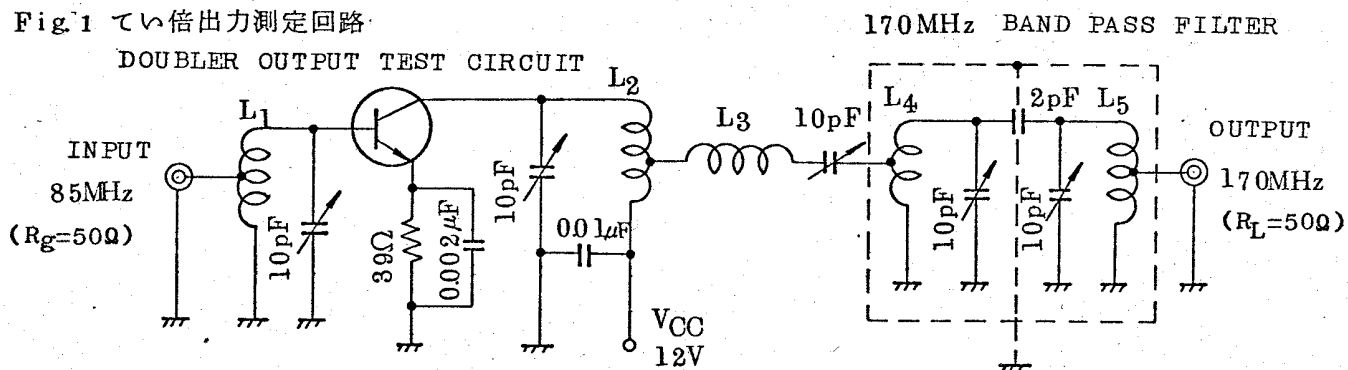 Fig.1 てい倍出力測定回路
DOUBLER OUTPUT TEST CIRCUIT
170MHz BAND PASS FILTER
L1
L2
L3
10pF
L4
2pF
L5
INPUT
85MHz
(Rg=50Ω)
10pF
39Ω
0.002μF
10pF
0.01μF
VCC
12V
10pF
10pF
OUTPUT
170MHz
(RL=50Ω)